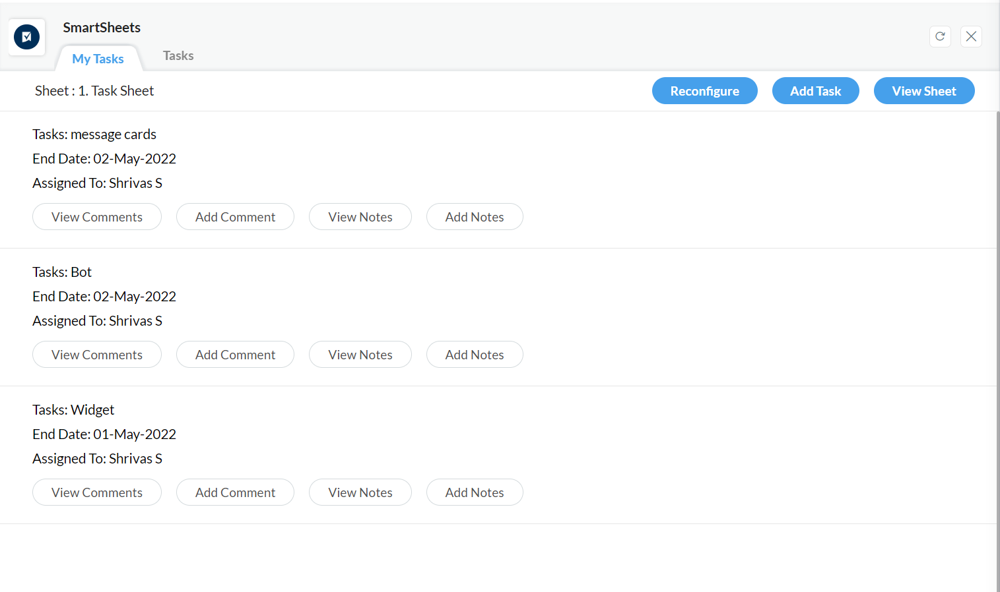 SmartSheets
My Tasks
Tasks
Sheet : 1. Task Sheet
Reconfigure
Add Task
View Sheet
Tasks: message cards
End Date: 02-May-2022
Assigned To: Shrivas S
View Comments
Add Comment
View Notes
Add Notes
Tasks: Bot
End Date: 02-May-2022
Assigned To: Shrivas S
View Comments
Add Comment
View Notes
Add Notes
Tasks: Widget
End Date: 01-May-2022
Assigned To: Shrivas S
View Comments
Add Comment
View Notes
Add Notes